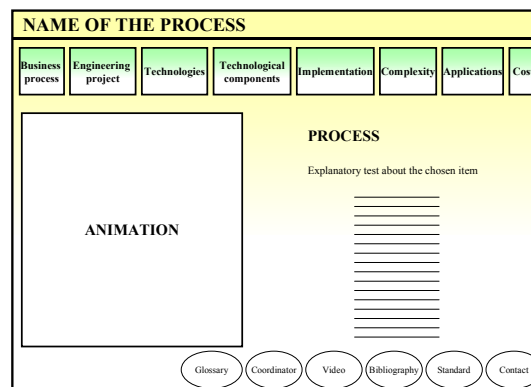 NAME OF THE PROCESS
Business process
Engineering project
Technologies
Technological components
Implementation
Complexity
Applications
Cos
PROCESS
Explanatory test about the chosen item
ANIMATION
Glossary
Coordinator
Video
Bibliography
Standard
Contact